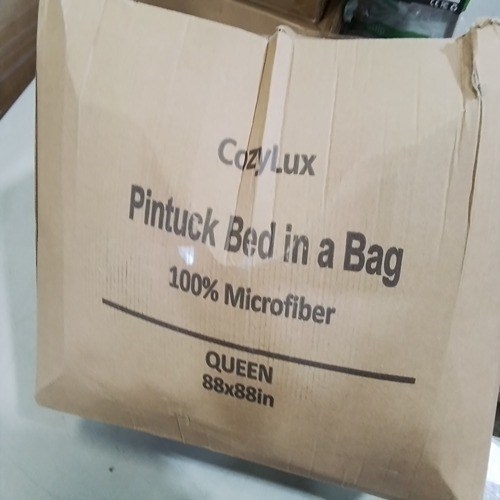 CozyLux
Pintuck Bed in a Bag
100% Microfiber
QUEEN
88x88in